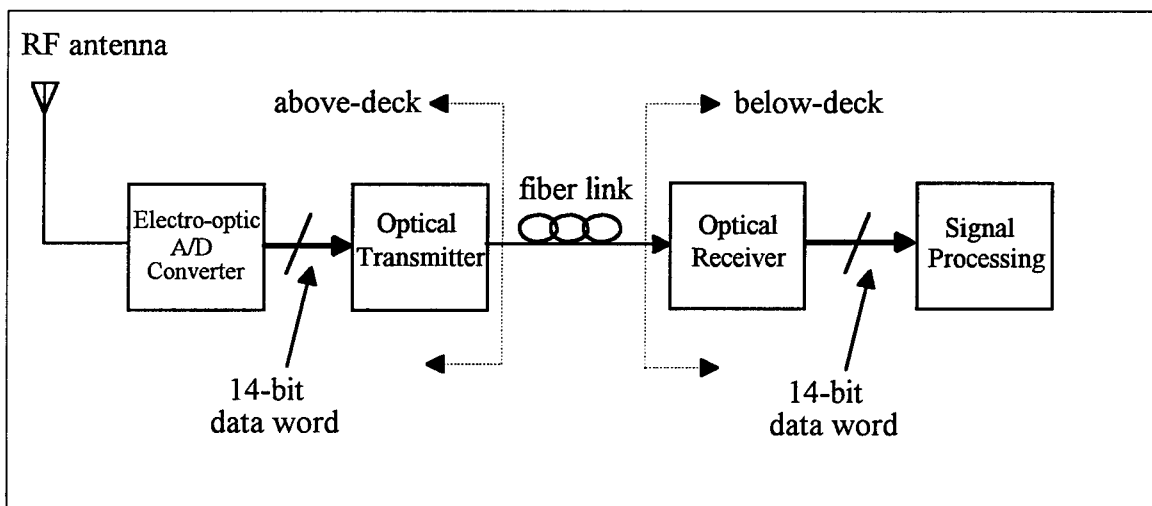 RF antenna
above-deck
below-deck
fiber link
Electro-optic
A/D
Converter
Optical
Transmitter
Optical
Receiver
Signal
Processing
14-bit
data word
14-bit
data word